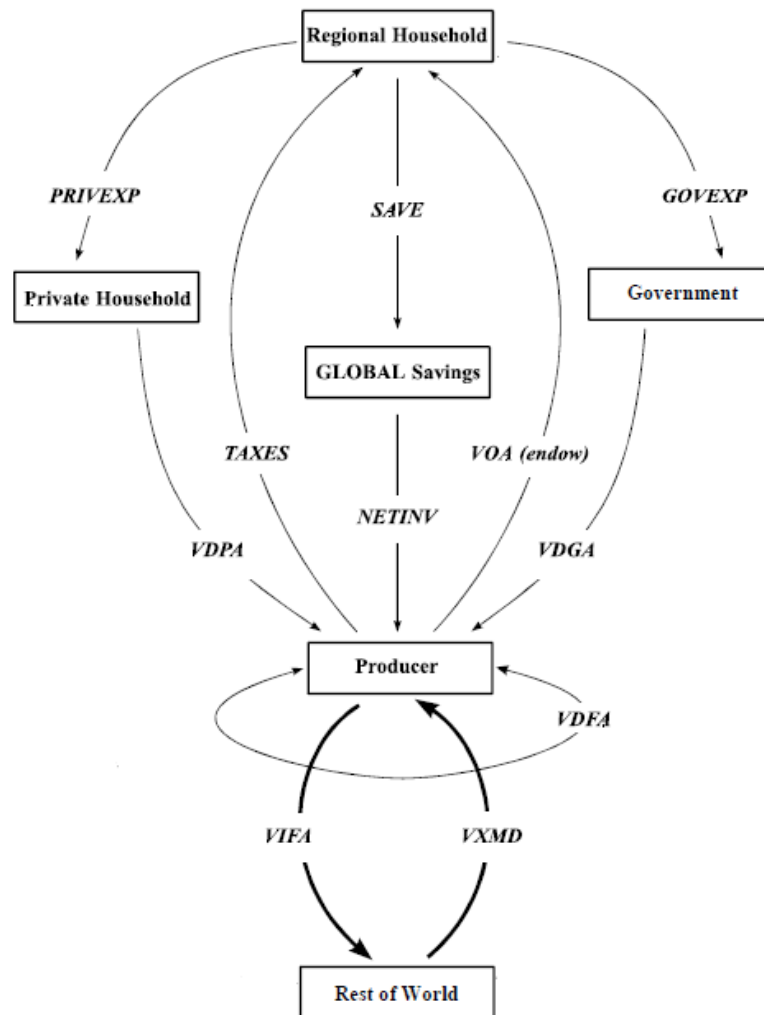 Regional Household
PRIVEXP
SAVE
GOVEXP
Private Household
Government
GLOBAL Savings
TAXES
VOA (endow)
NETINV
VDPA
VDGA
Producer
VDFA
VIFA
VXMD
Rest of World